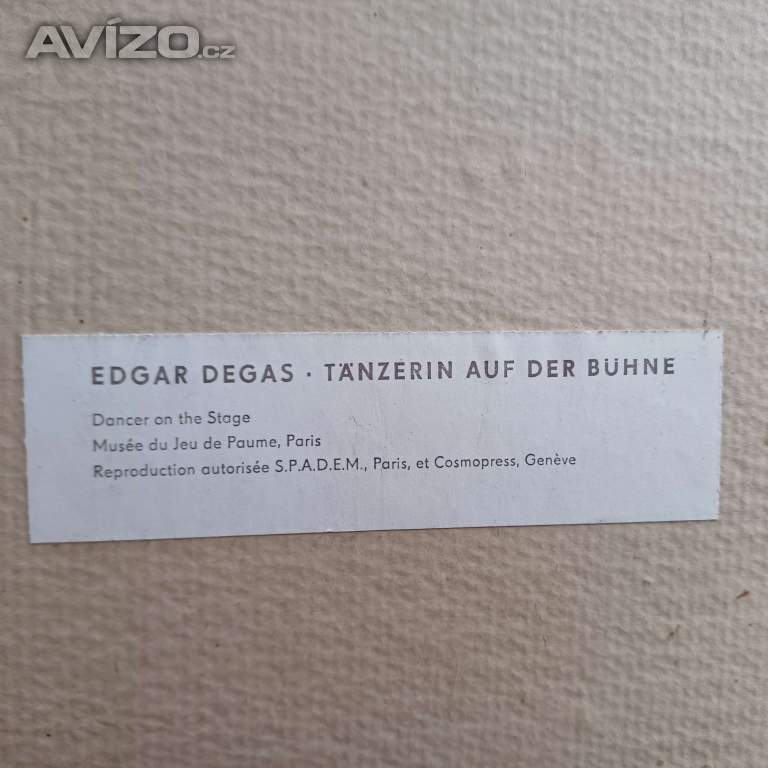 AVÍZO.cz
EDGAR DEGAS · TÄNZERIN AUF DER BÜHNE
Dancer on the Stage
Musée du Jeu de Paume, Paris
Reproduction autorisée S.P.A.D.E.M., Paris, et Cosmopress, Genève